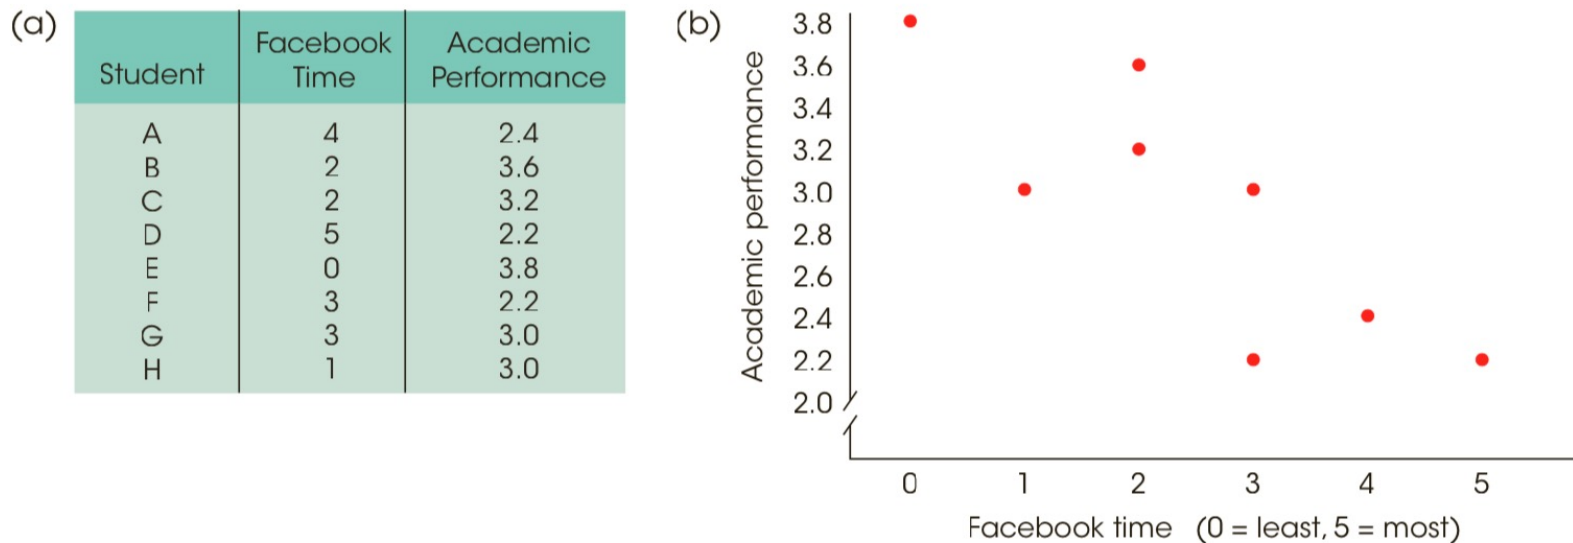 (a)
Student Facebook Time Academic Performance
A 4 2.4
B 2 3.6
C 2 3.2
D 5 2.2
E 0 3.8
F 3 2.2
G 3 3.0
H 1 3.0
(b)
Academic performance
3.8
3.6
3.4
3.2
3.0
2.8
2.6
2.4
2.2
2.0
0 1 2 3 4 5
Facebook time (0 = least, 5 = most)